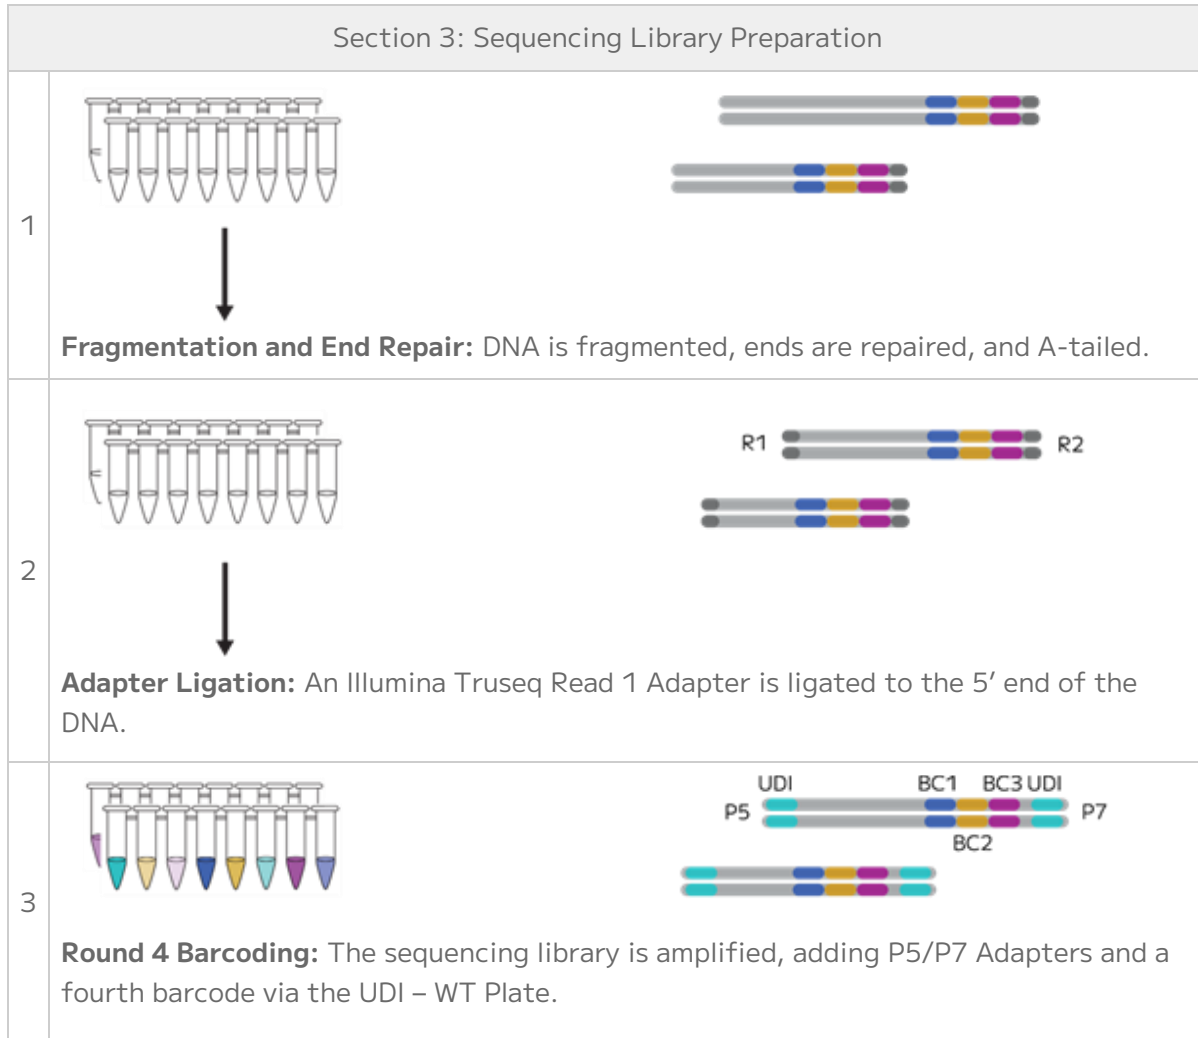 Section 3: Sequencing Library Preparation
1
Fragmentation and End Repair: DNA is fragmented, ends are repaired, and A-tailed.
R1
R2
2
Adapter Ligation: An Illumina Truseq Read 1 Adapter is ligated to the 5’ end of the
DNA.
UDI
BC1
BC3
UDI
P5
P7
BC2
3
Round 4 Barcoding: The sequencing library is amplified, adding P5/P7 Adapters and a
fourth barcode via the UDI – WT Plate.